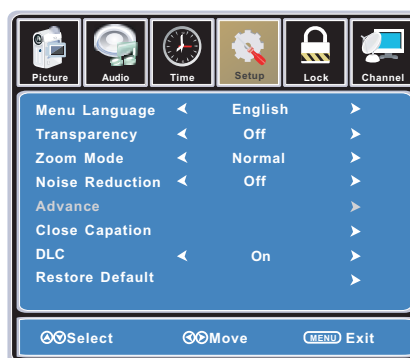 Picture Audio Time Setup Lock Channel
Menu Language English
Transparency Off
Zoom Mode Normal
Noise Reduction Off
Advance
Close Capation
DLC On
Restore Default
Select Move MENU Exit